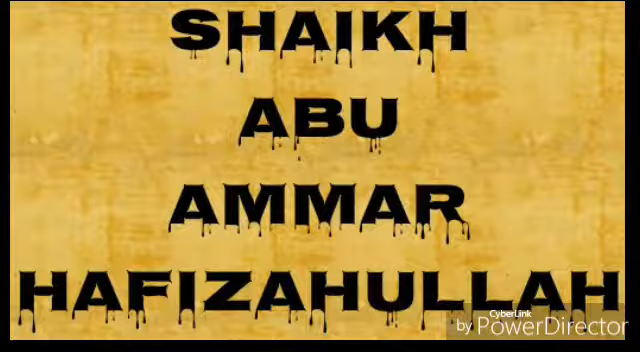 SHAIKH
ABU
AMMAR
HAFIZAHULLAH
CyberLink
by PowerDirector